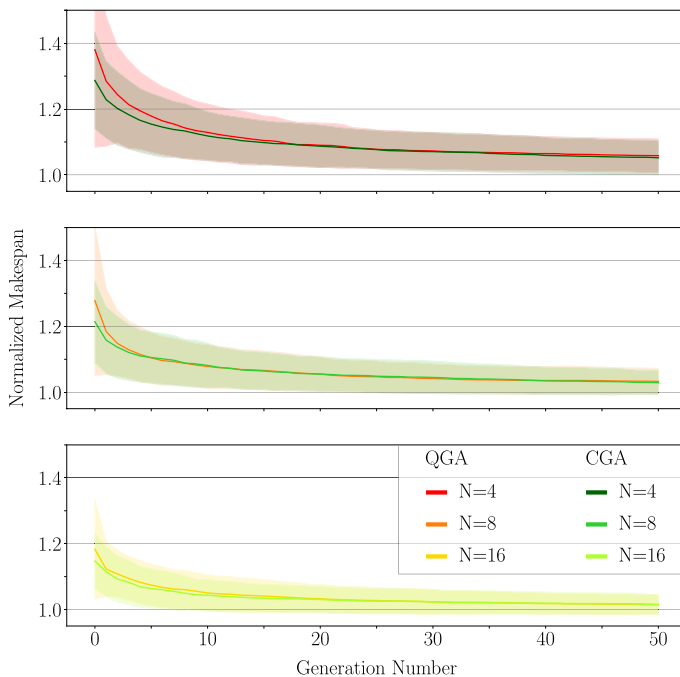 1.4
1.2
1.0
1.4
1.2
1.0
Normalized Makespan
QGA CGA
N=4 N=4
N=8 N=8
N=16 N=16
1.4
1.2
1.0
0 10 20 30 40 50
Generation Number